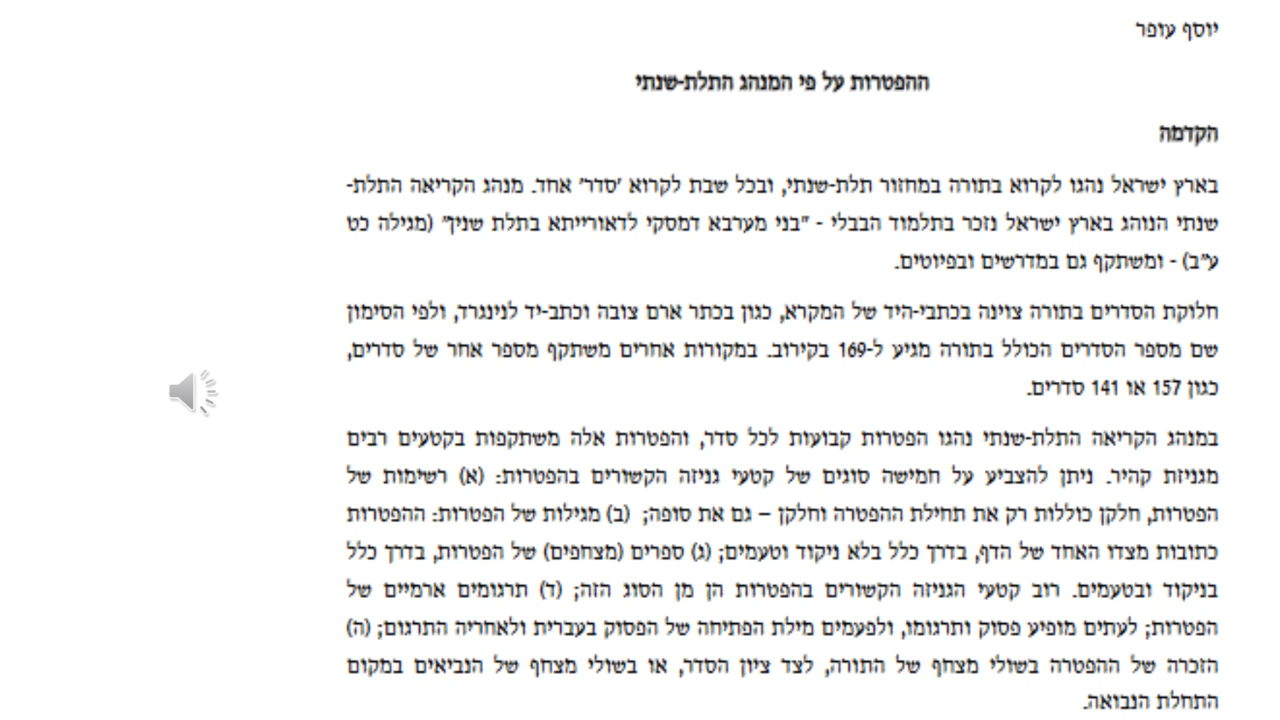 יוסף עופר
ההפטרות על פי המנהג התלת-שנתי
הקדמה
בארץ ישראל נהגו לקרוא בתורה במחזור תלת-שנתי, ובכל שבת לקרוא 'סדר' אחד. מנהג הקריאה התלת-
שנתי הנוהג בארץ ישראל נזכר בתלמוד הבבלי - "בני מערבא דמסקי לדאורייתא בתלת שנין" (מגילה כט
ע"ב) - ומשתקף גם במדרשים ובפיוטים.
חלוקת הסדרים בתורה צוינה בכתבי-היד של המקרא, כגון בכתר ארם צובה וכתב-יד לנינגרד, ולפי הסימון
שם מספר הסדרים הכולל בתורה מגיע ל-169 בקירוב. במקורות אחרים משתקף מספר אחר של סדרים,
כגון 157 או 141 סדרים.
במנהג הקריאה התלת-שנתי נהגו הפטרות קבועות לכל סדר, והפטרות אלה משתקפות בקטעים רבים
מגניזת קהיר. ניתן להצביע על חמישה סוגים של קטעי גניזה הקשורים בהפטרות: (א) רשימות של
הפטרות, חלקן כוללות רק את תחילת ההפטרה וחלקן – גם את סופה; (ב) מגילות של הפטרות: ההפטרות
כתובות מצדו האחד של הדף, בדרך כלל בלא ניקוד וטעמים; (ג) ספרים (מצחפים) של הפטרות, בדרך כלל
בניקוד ובטעמים. רוב קטעי הגניזה הקשורים בהפטרות הן מן הסוג הזה; (ד) תרגומים ארמיים של
הפטרות; לעתים מופיע פסוק ותרגומו, ולפעמים מילת הפתיחה של הפסוק בעברית ולאחריה התרגום; (ה)
הזכרה של ההפטרה בשולי מצחף של התורה, לצד ציון הסדר, או בשולי מצחף של הנביאים במקום
התחלת הנבואה.